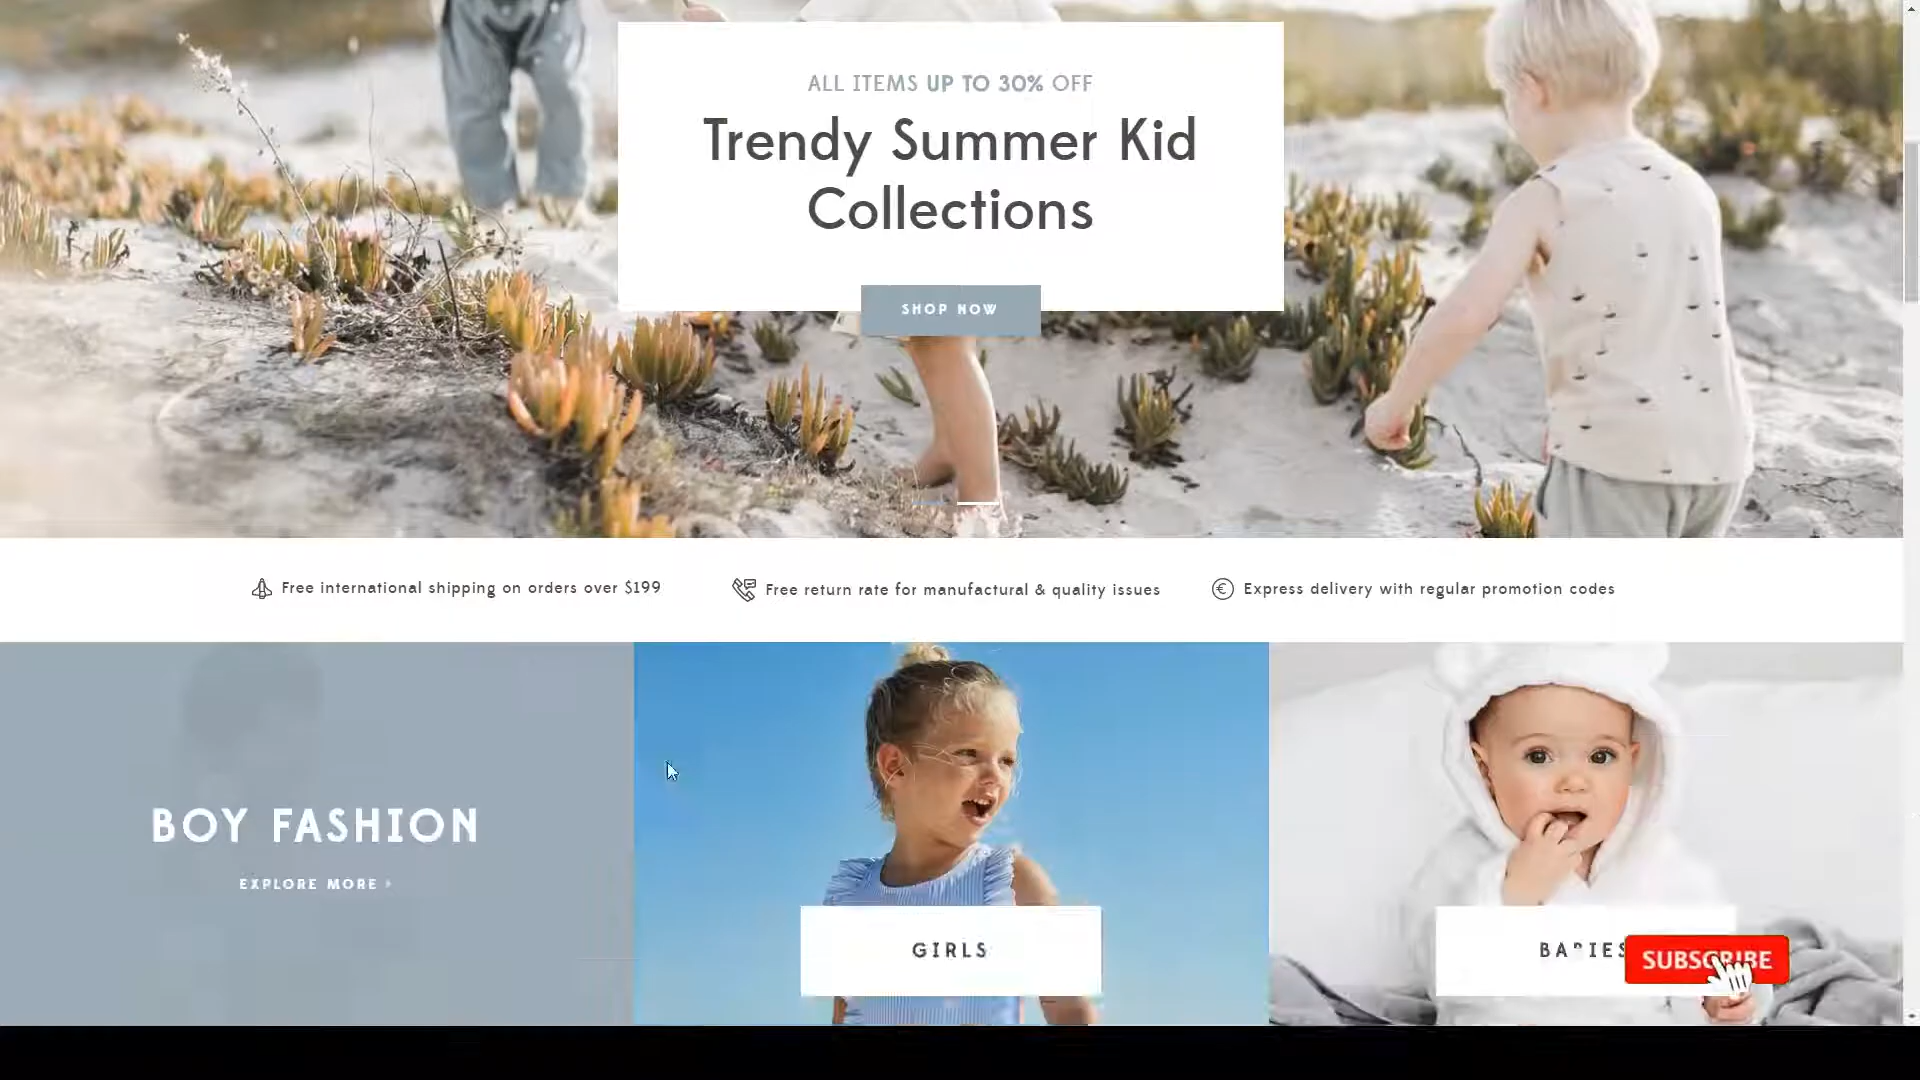 ALL ITEMS UP TO 30% OFF
Trendy Summer Kid
Collections
SHOP NOW
Free international shipping on orders over $199
Free return rate for manufactural & quality issues
Express delivery with regular promotion codes
BOY FASHION
EXPLORE MORE
GIRLS
BABIES
SUBSCRIBE